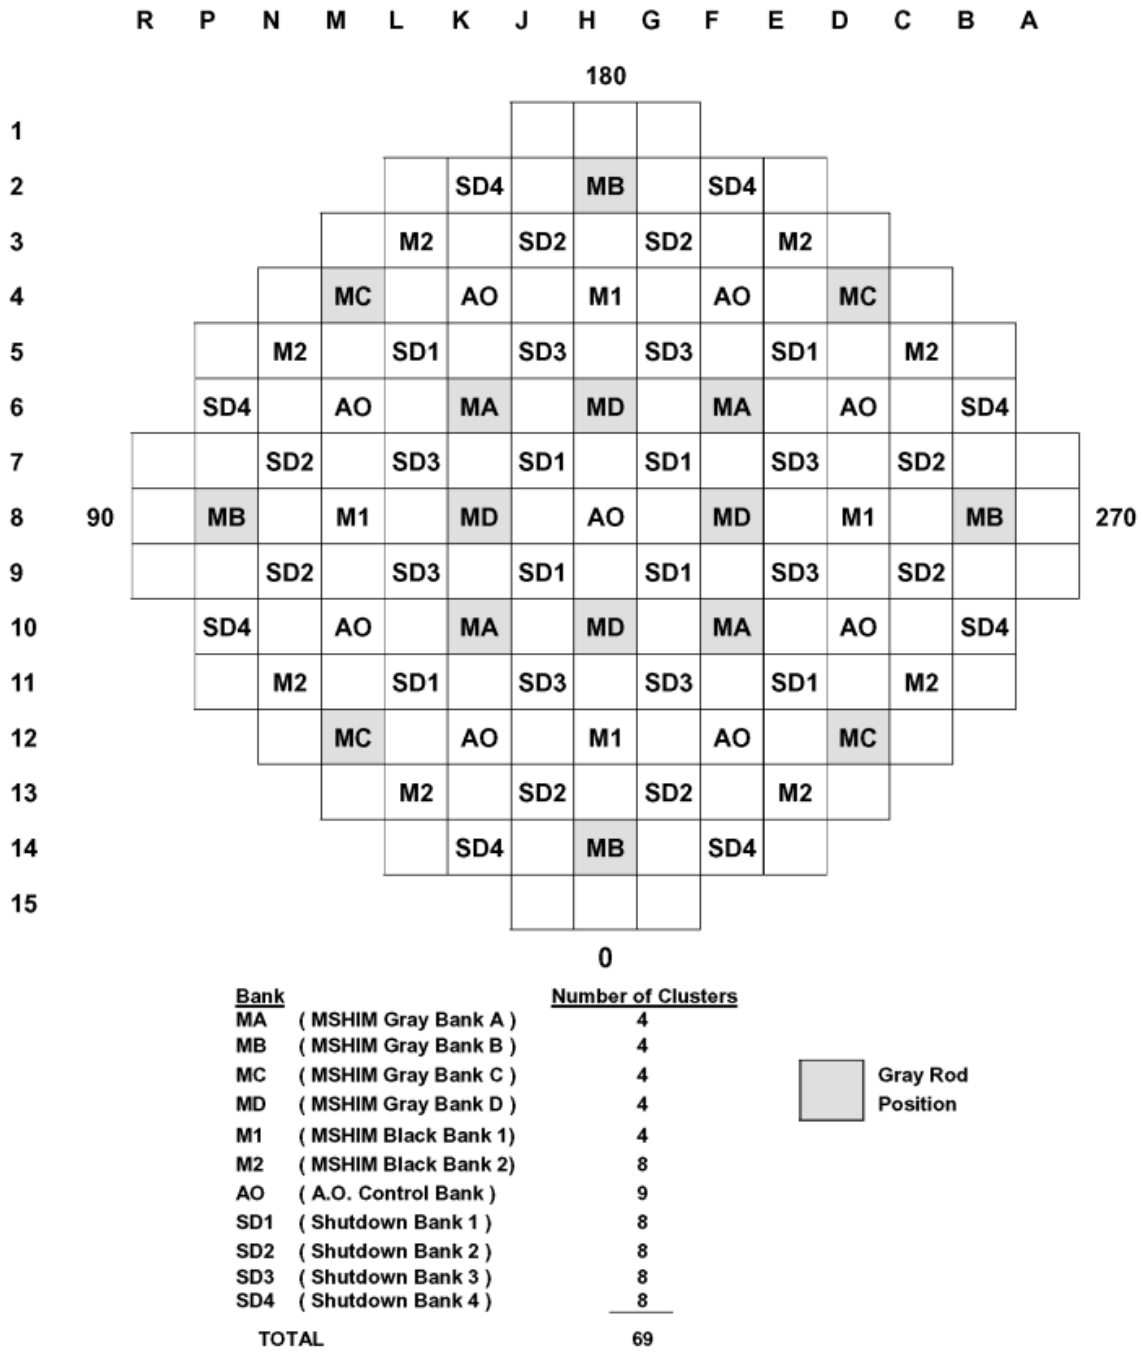 R P N M L K J H G F E D C B A
180
1
2 SD4 MB SD4
3 M2 SD2 SD2 M2
4 MC AO M1 AO MC
5 M2 SD1 SD3 SD3 SD1 M2
6 SD4 AO MA MD MA AO SD4
7 SD2 SD3 SD1 SD1 SD3 SD2
8 90 MB M1 MD AO MD M1 MB 270
9 SD2 SD3 SD1 SD1 SD3 SD2
10 SD4 AO MA MD MA AO SD4
11 M2 SD1 SD3 SD3 SD1 M2
12 MC AO M1 AO MC
13 M2 SD2 SD2 M2
14 SD4 MB SD4
15
0
Bank Number of Clusters
MA ( MSHIM Gray Bank A ) 4
MB ( MSHIM Gray Bank B ) 4
MC ( MSHIM Gray Bank C ) 4
MD ( MSHIM Gray Bank D ) 4
M1 ( MSHIM Black Bank 1) 4
M2 ( MSHIM Black Bank 2) 8
AO ( A.O. Control Bank ) 9
SD1 ( Shutdown Bank 1 ) 8
SD2 ( Shutdown Bank 2 ) 8
SD3 ( Shutdown Bank 3 ) 8
SD4 ( Shutdown Bank 4 ) 8
TOTAL 69
Gray Rod
Position